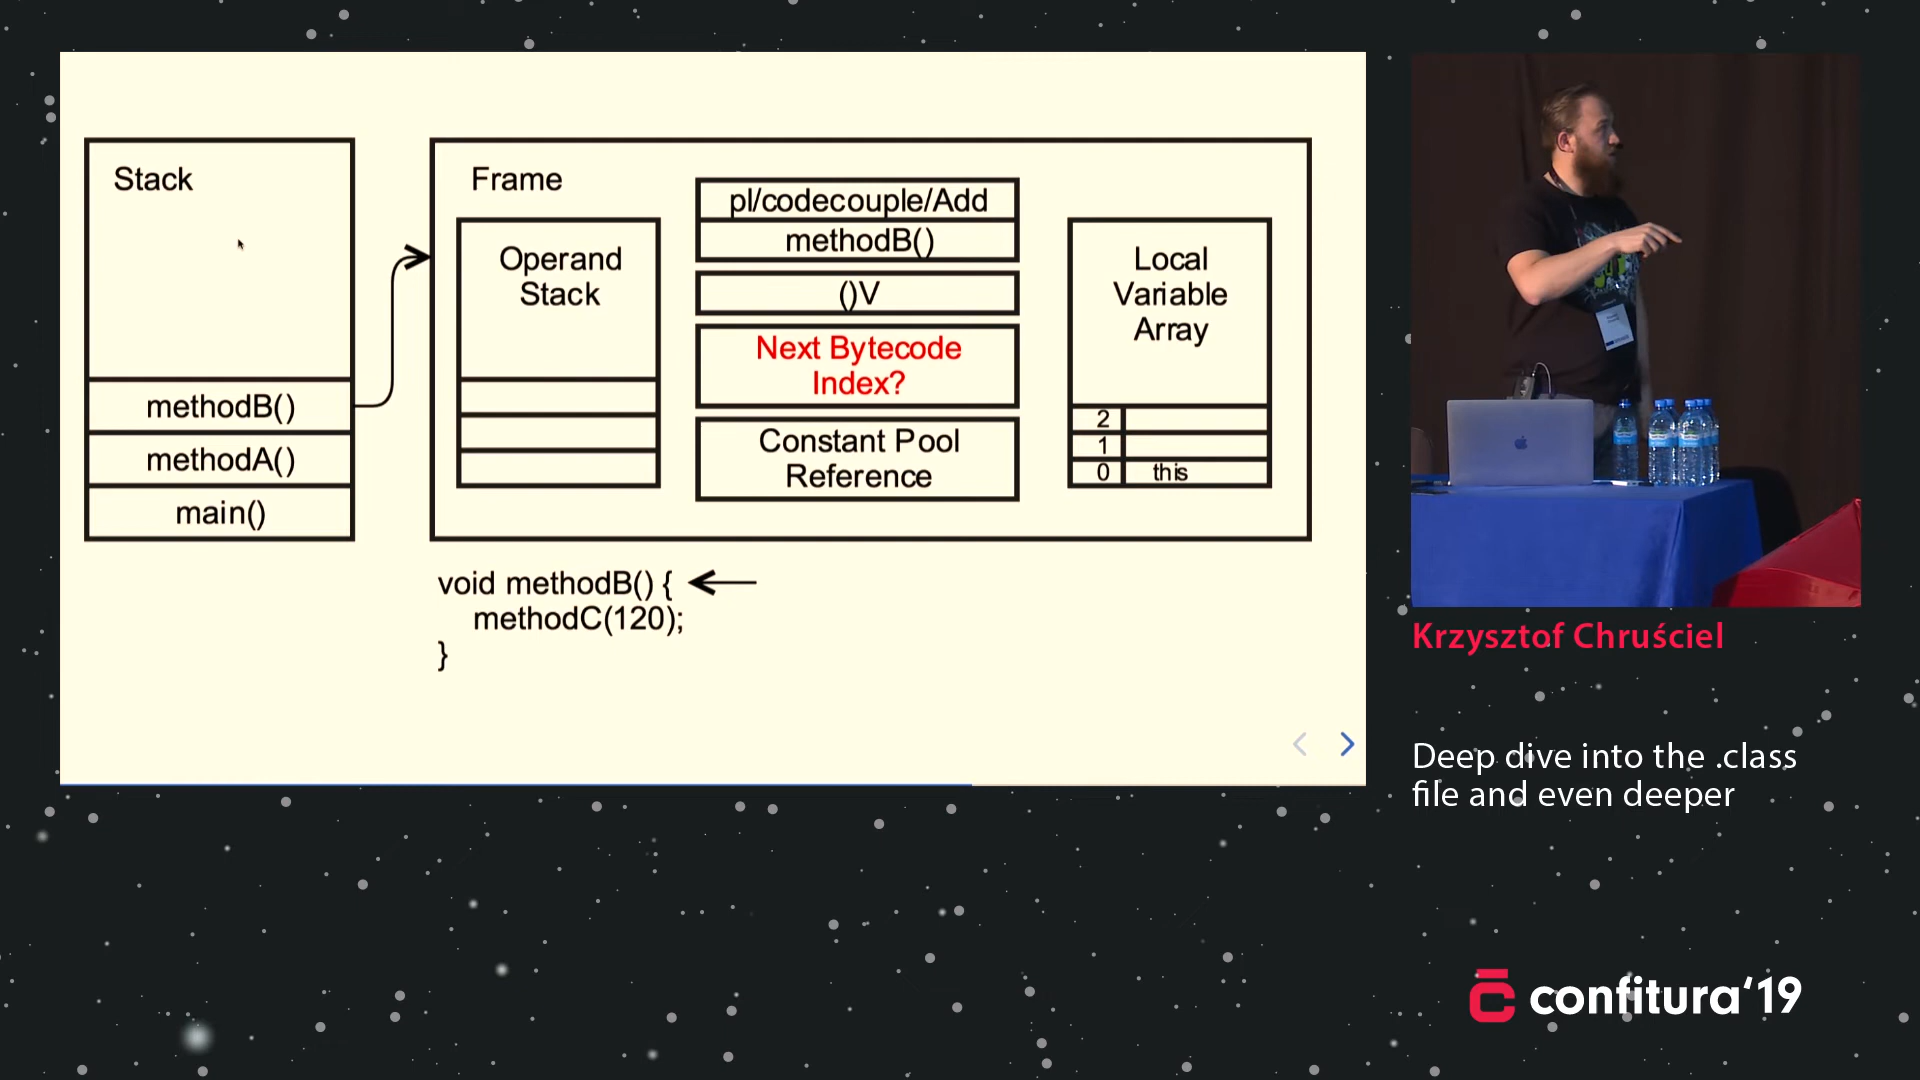 Stack
methodB()
methodA()
main()
Frame
Operand
Stack
pl/codecouple/Add
methodB()
()V
Next Bytecode
Index?
Constant Pool
Reference
Local
Variable
Array
2
1
0 this
void methodB() {
methodC(120);
}
Krzysztof Chruściel
Deep dive into the .class
file and even deeper
confitura‘19